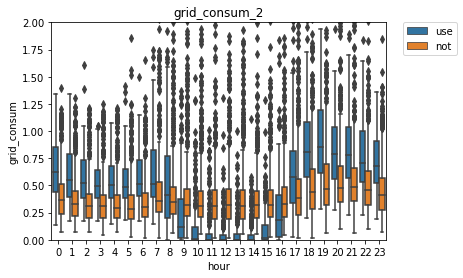 grid_consum_2
use
not
grid_consum
2.00
1.75
1.50
1.25
1.00
0.75
0.50
0.25
0.00
0 1 2 3 4 5 6 7 8 9 10 11 12 13 14 15 16 17 18 19 20 21 22 23
hour